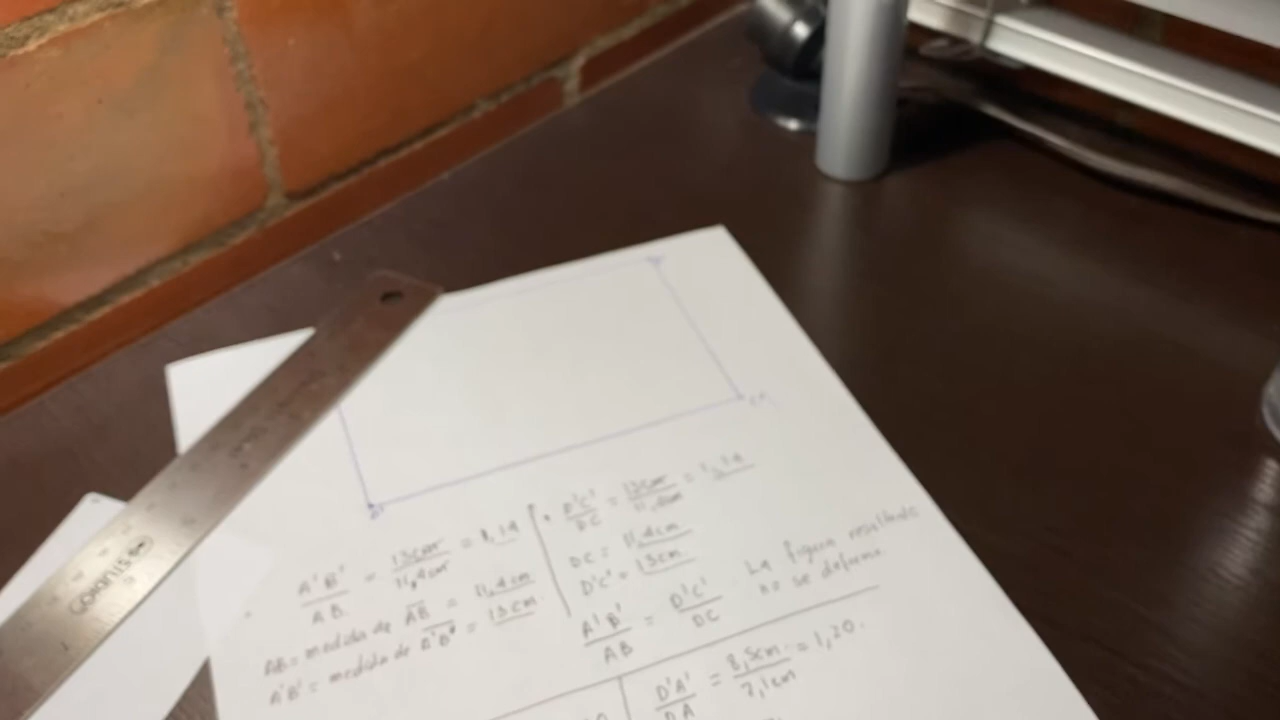 A'B'/AB = 13cm/11,4cm = 1,14
AB = medida de AB = 11,4cm
A'B' = medida de A'B' = 13cm
• D'C'/DC = 13cm/11,4cm = 1,14
DC = 11,4cm
D'C' = 13cm
A'B'/AB = D'C'/DC
La figura resultado
no se deforma
D'A'/DA = 8,5cm/7,1cm = 1,20.
STUDIO